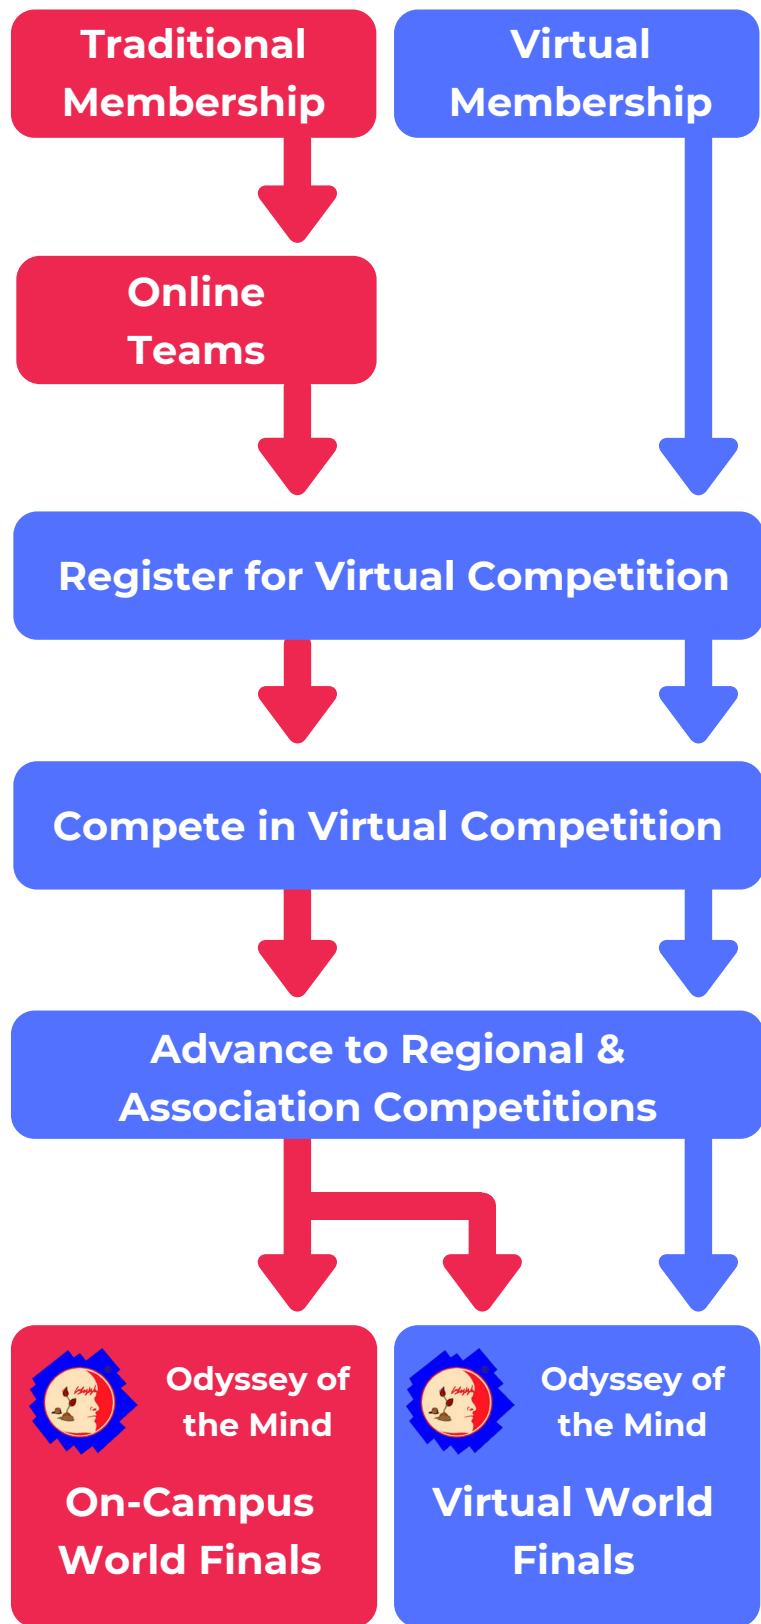 Traditional
Membership
Virtual
Membership
Online
Teams
Register for Virtual Competition
Compete in Virtual Competition
Advance to Regional &
Association Competitions
Odyssey of
the Mind
On-Campus
World Finals
Odyssey of
the Mind
Virtual World
Finals